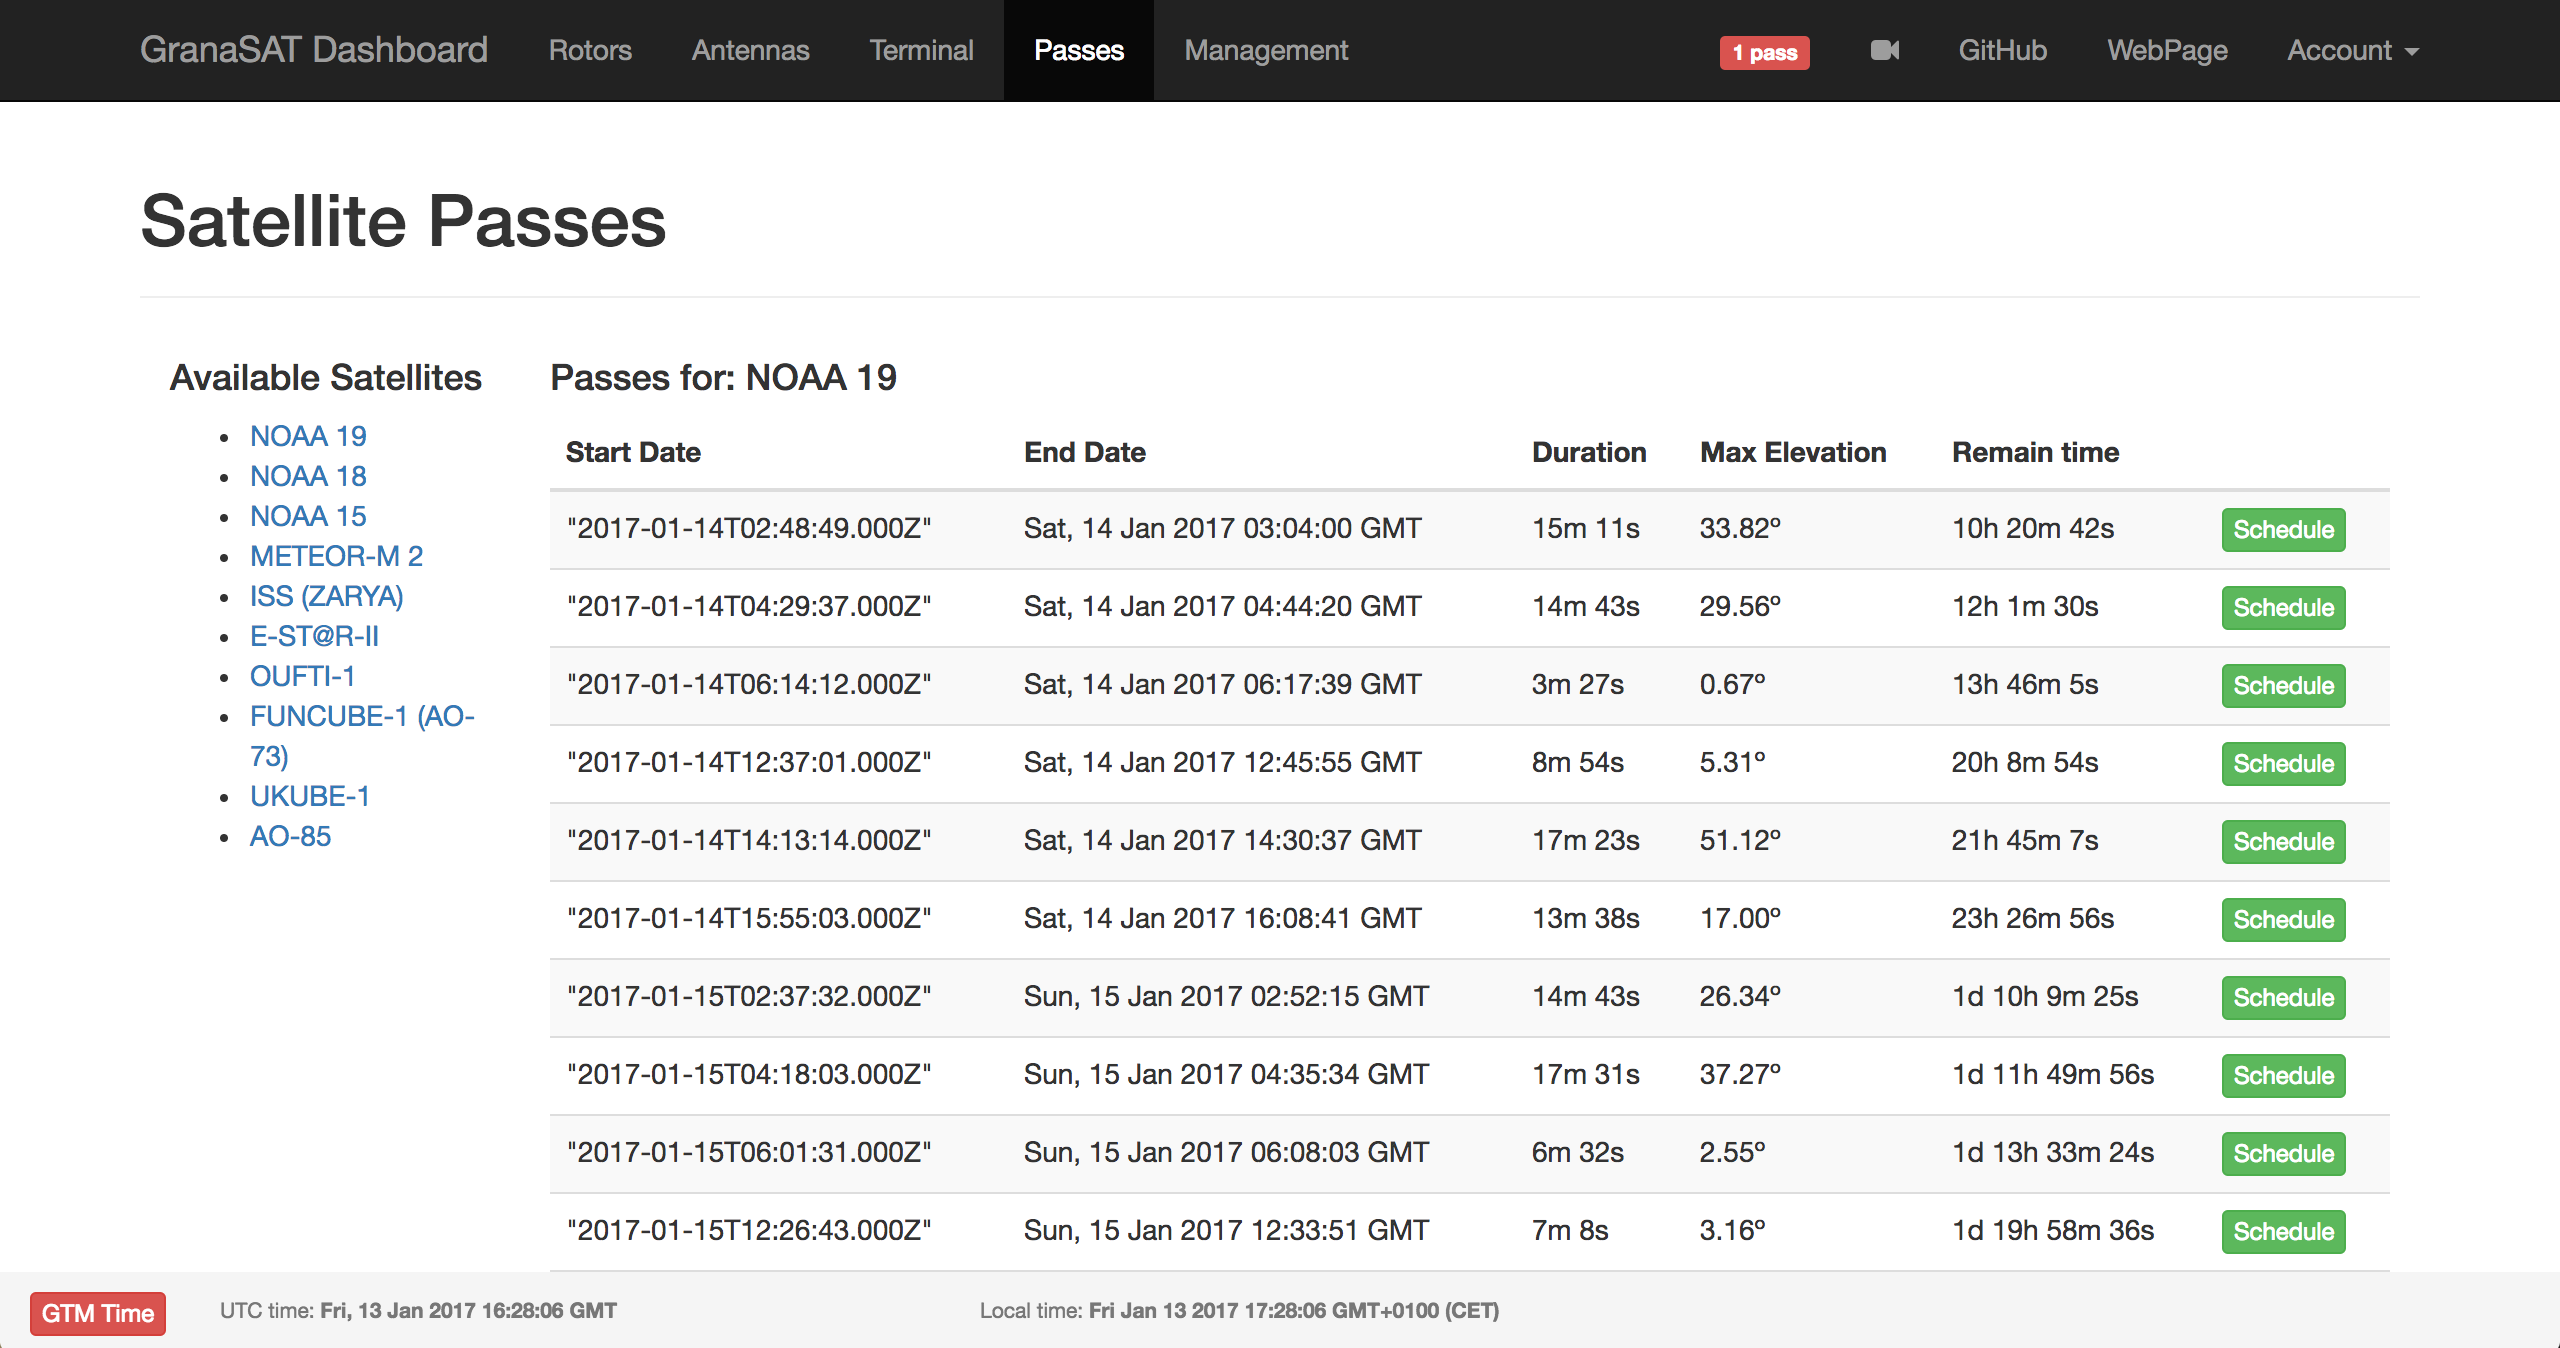 GranaSAT Dashboard Rotors Antennas Terminal Passes Management 1 pass GitHub WebPage Account
Satellite Passes
Available Satellites
NOAA 19
NOAA 18
NOAA 15
METEOR-M 2
ISS (ZARYA)
E-ST@R-II
OUFTI-1
FUNCUBE-1 (AO-
73)
UKUBE-1
AO-85
Passes for: NOAA 19
Start Date End Date Duration Max Elevation Remain time
"2017-01-14T02:48:49.000Z" Sat, 14 Jan 2017 03:04:00 GMT 15m 11s 33.82º 10h 20m 42s Schedule
"2017-01-14T04:29:37.000Z" Sat, 14 Jan 2017 04:44:20 GMT 14m 43s 29.56º 12h 1m 30s Schedule
"2017-01-14T06:14:12.000Z" Sat, 14 Jan 2017 06:17:39 GMT 3m 27s 0.67º 13h 46m 5s Schedule
"2017-01-14T12:37:01.000Z" Sat, 14 Jan 2017 12:45:55 GMT 8m 54s 5.31º 20h 8m 54s Schedule
"2017-01-14T14:13:14.000Z" Sat, 14 Jan 2017 14:30:37 GMT 17m 23s 51.12º 21h 45m 7s Schedule
"2017-01-14T15:55:03.000Z" Sat, 14 Jan 2017 16:08:41 GMT 13m 38s 17.00º 23h 26m 56s Schedule
"2017-01-15T02:37:32.000Z" Sun, 15 Jan 2017 02:52:15 GMT 14m 43s 26.34º 1d 10h 9m 25s Schedule
"2017-01-15T04:18:03.000Z" Sun, 15 Jan 2017 04:35:34 GMT 17m 31s 37.27º 1d 11h 49m 56s Schedule
"2017-01-15T06:01:31.000Z" Sun, 15 Jan 2017 06:08:03 GMT 6m 32s 2.55º 1d 13h 33m 24s Schedule
"2017-01-15T12:26:43.000Z" Sun, 15 Jan 2017 12:33:51 GMT 7m 8s 3.16º 1d 19h 58m 36s Schedule
GTM Time UTC time: Fri, 13 Jan 2017 16:28:06 GMT Local time: Fri Jan 13 2017 17:28:06 GMT+0100 (CET)